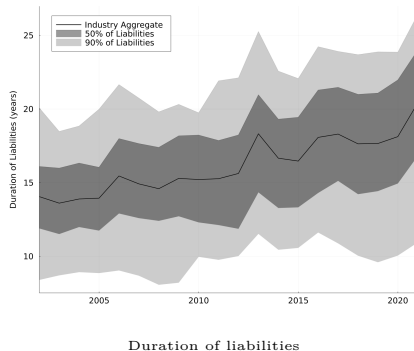 25
20
15
10
Duration of Liabilities (years)
Industry Aggregate
50% of Liabilities
90% of Liabilities
2005
2010
2015
2020
Duration of liabilities